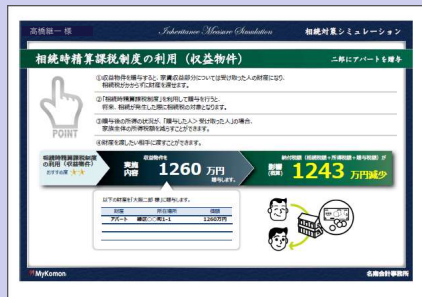 高橋継一 様
Inheritance Measure Simulation
相続対策シミュレーション
相続時精算課税制度の利用（収益物件）
二郎にアパートを贈与
①収益物件を贈与すると、家賃収益部分については受け取った人の財産になり、
相続税がかからずに財産を渡せます。
②「相続時精算課税制度」を利用して贈与を行うと、
将来、相続が発生した際に相続税の対象となります。
③贈与後の所得の状況が、「贈与した人＞受け取った人」の場合、
家族全体の所得税額を減らすことができます。
④財産を渡したい相手に渡すことができます。
POINT
相続時精算課税制度
の利用（収益物件）
おすすめ度 ★★
実施
内容
収益物件を
1260 万円
贈与します。
影響
(概算)
納付税額（相続税額＋所得税額＋贈与税額）が
1243 万円減少
以下の財産を「大阪二郎 様」に贈与します。
財産 所在場所 価額
アパート 緑区○○町1-1 1260万円
MyKomon
名南会計事務所